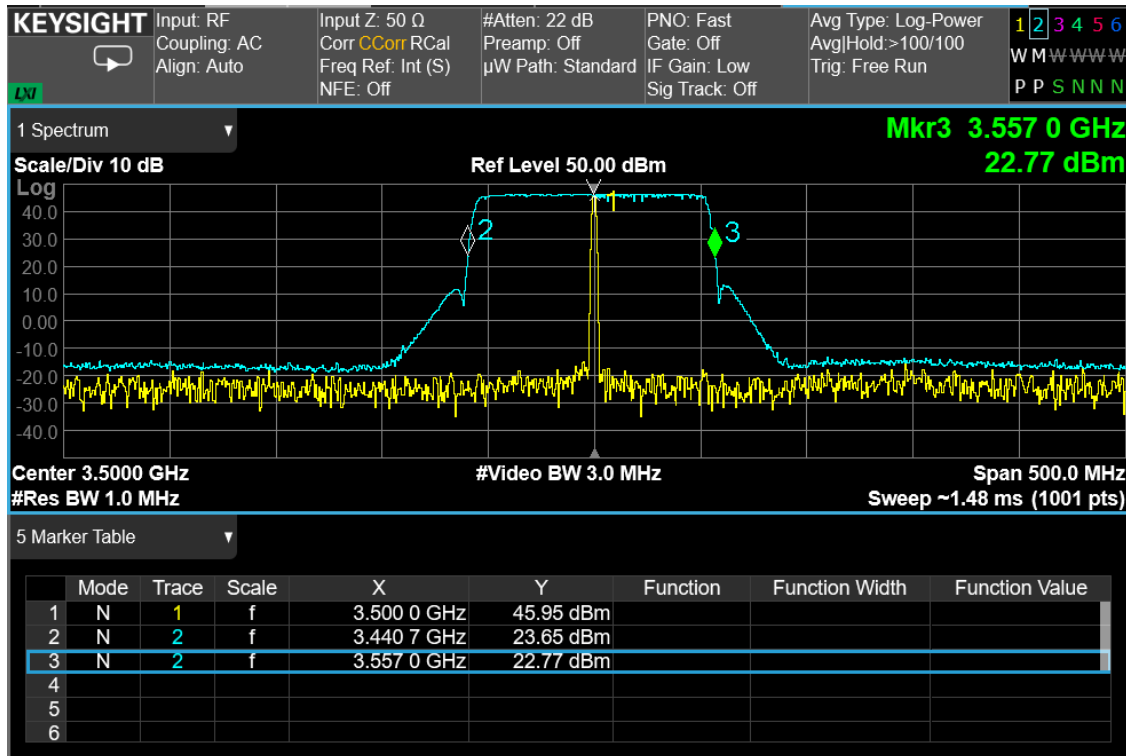 KEYSIGHT Input: RF Input Z: 50 Ω #Atten: 22 dB PNO: Fast Avg Type: Log-Power 1 2 3 4 5 6
Coupling: AC Corr CCorr RCal Preamp: Off Gate: Off Avg|Hold:>100/100
Align: Auto Freq Ref: Int (S) µW Path: Standard IF Gain: Low Trig: Free Run W M W W W W
LXI NFE: Off Sig Track: Off P P S N N N
1 Spectrum ▼ Mkr3 3.557 0 GHz
Scale/Div 10 dB Ref Level 50.00 dBm 22.77 dBm
Log
40.0
30.0
20.0
10.0
0.00
-10.0
-20.0
-30.0
-40.0
1
2
3
Center 3.5000 GHz #Video BW 3.0 MHz Span 500.0 MHz
#Res BW 1.0 MHz Sweep ~1.48 ms (1001 pts)
5 Marker Table ▼
Mode Trace Scale X Y Function Function Width Function Value
1 N 1 f 3.500 0 GHz 45.95 dBm
2 N 2 f 3.440 7 GHz 23.65 dBm
3 N 2 f 3.557 0 GHz 22.77 dBm
4
5
6